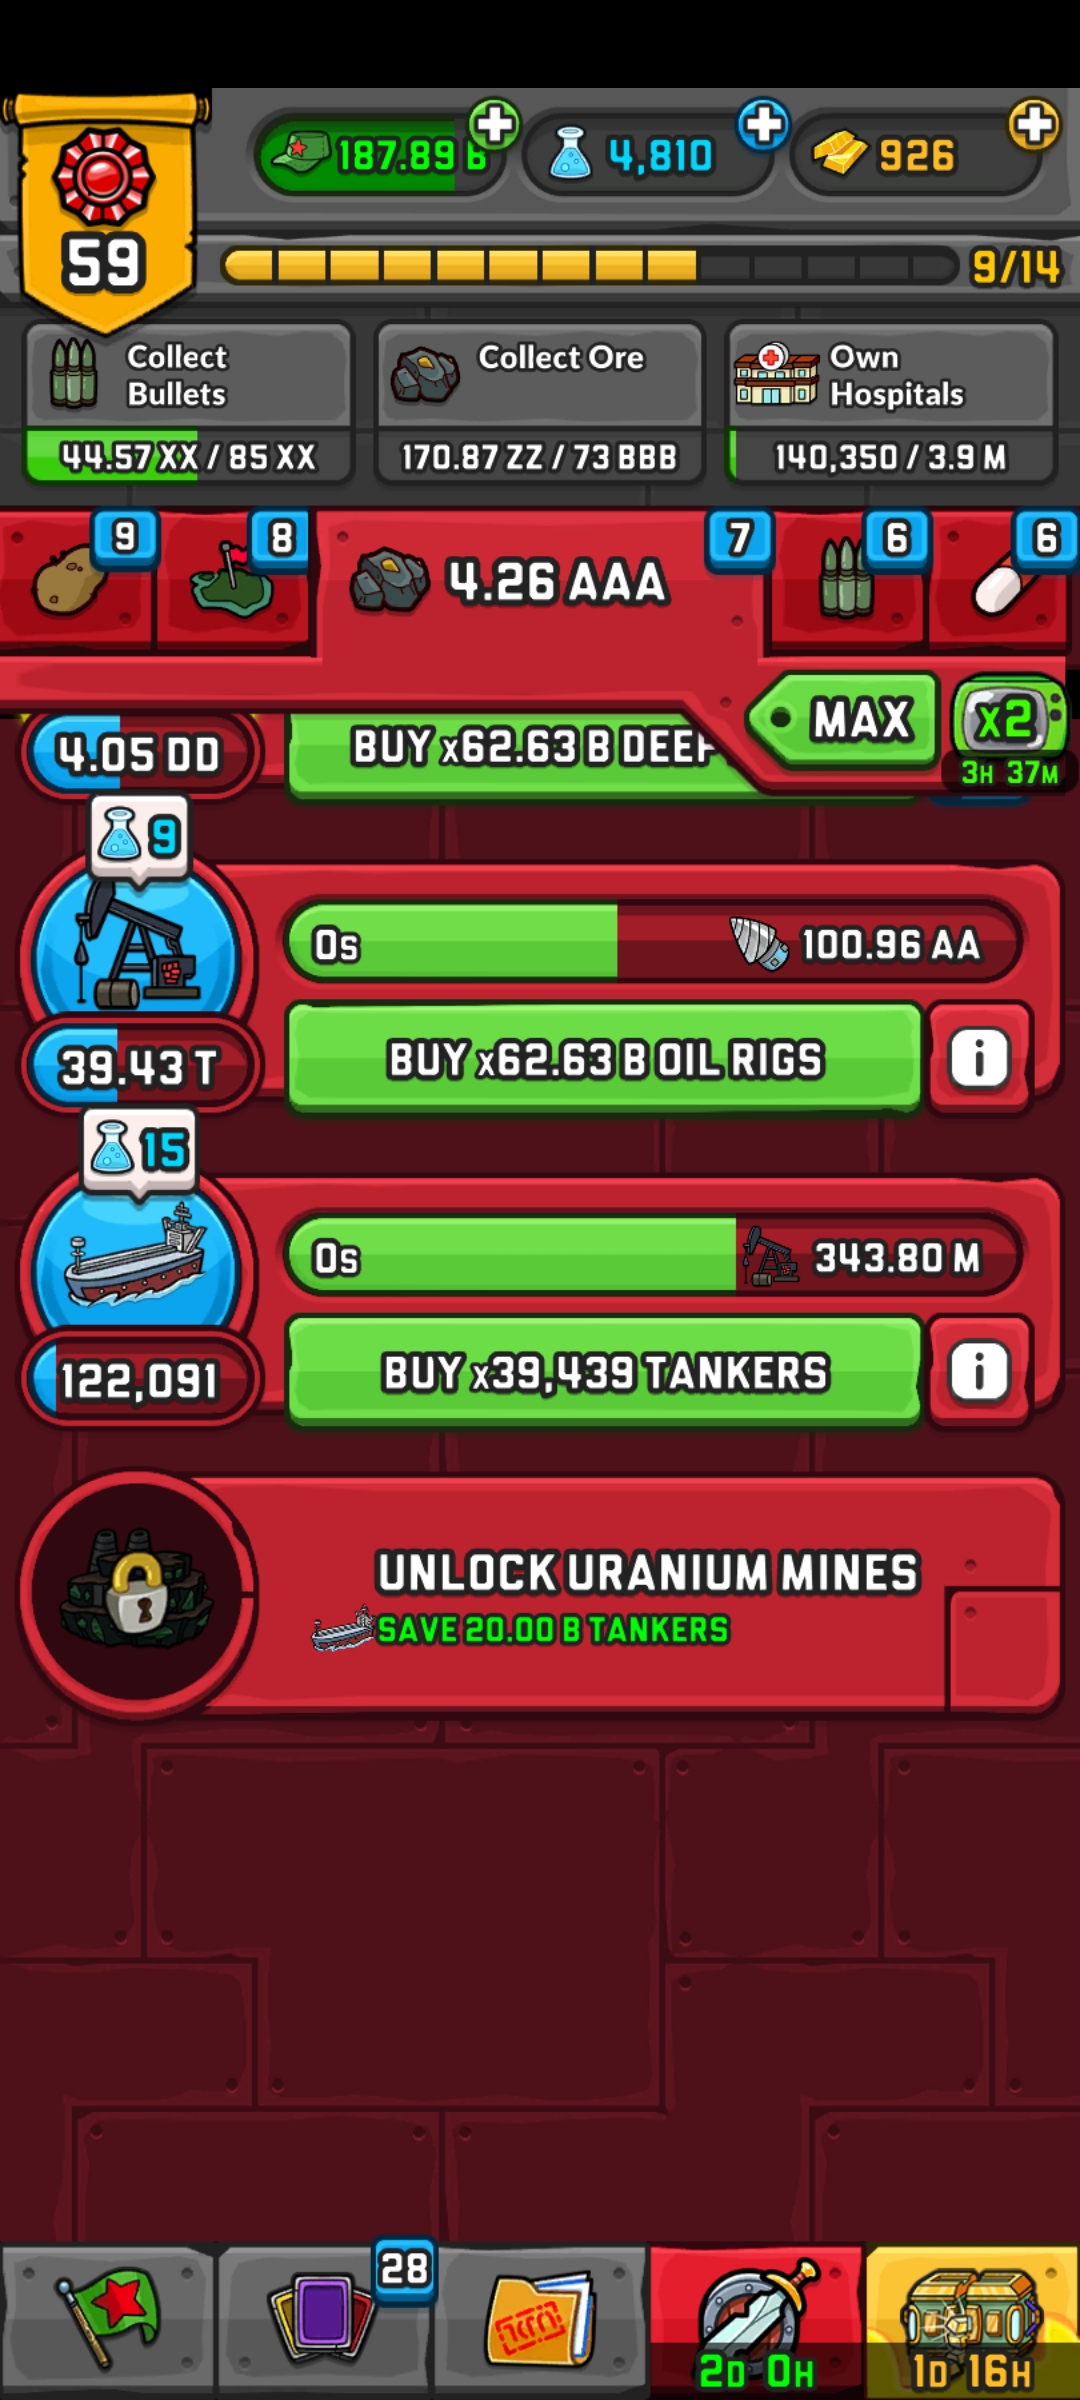 187.89 B
4,810
926
59
9/14
Collect
Bullets
44.57 XX / 85 XX
Collect Ore
170.87 ZZ / 73 BBB
Own
Hospitals
140,350 / 3.9 M
9
8
4.26 AAA
7
6
6
MAX
x2
3H 37M
4.05 DD
BUY x62.63 B DEEP
9
0s
100.96 AA
39.43 T
BUY x62.63 B OIL RIGS
i
15
0s
343.80 M
122,091
BUY x39,439 TANKERS
i
UNLOCK URANIUM MINES
SAVE 20.00 B TANKERS
28
2D 0H
1D 16H